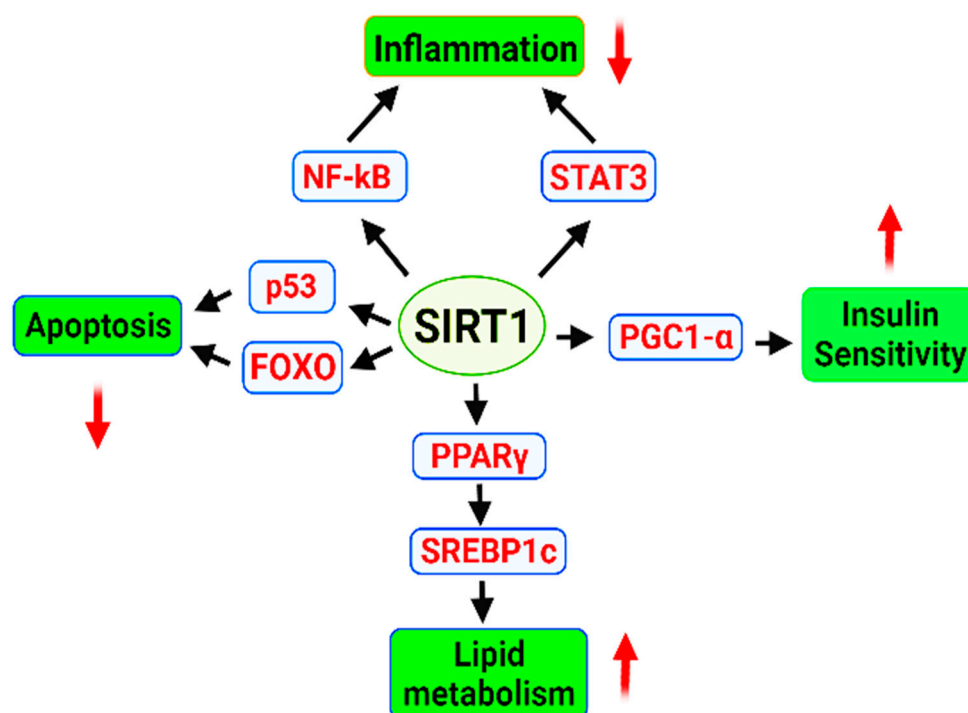 Inflammation
NF-kB
STAT3
p53
SIRT1
Apoptosis
FOXO
PGC1-α
Insulin
Sensitivity
PPARγ
SREBP1c
Lipid
metabolism